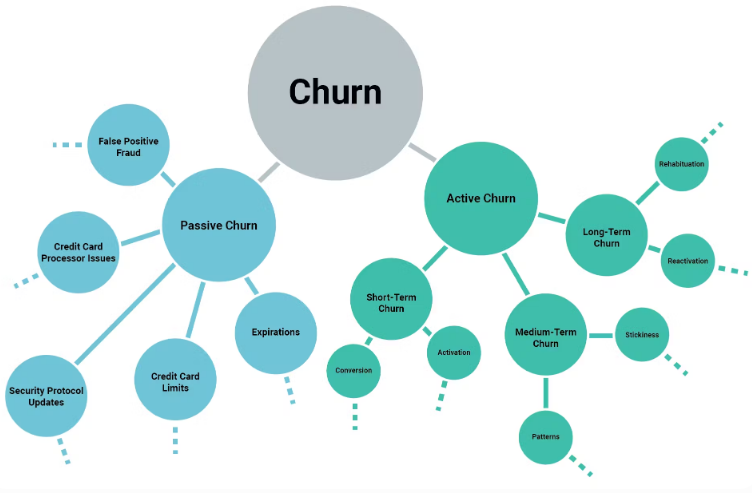 Churn
False Positive
Fraud
Passive Churn
Credit Card
Processor Issues
Security Protocol
Updates
Credit Card
Limits
Expirations
Active Churn
Short-Term
Churn
Conversion
Activation
Medium-Term
Churn
Stickiness
Patterns
Long-Term
Churn
Rehabituation
Reactivation